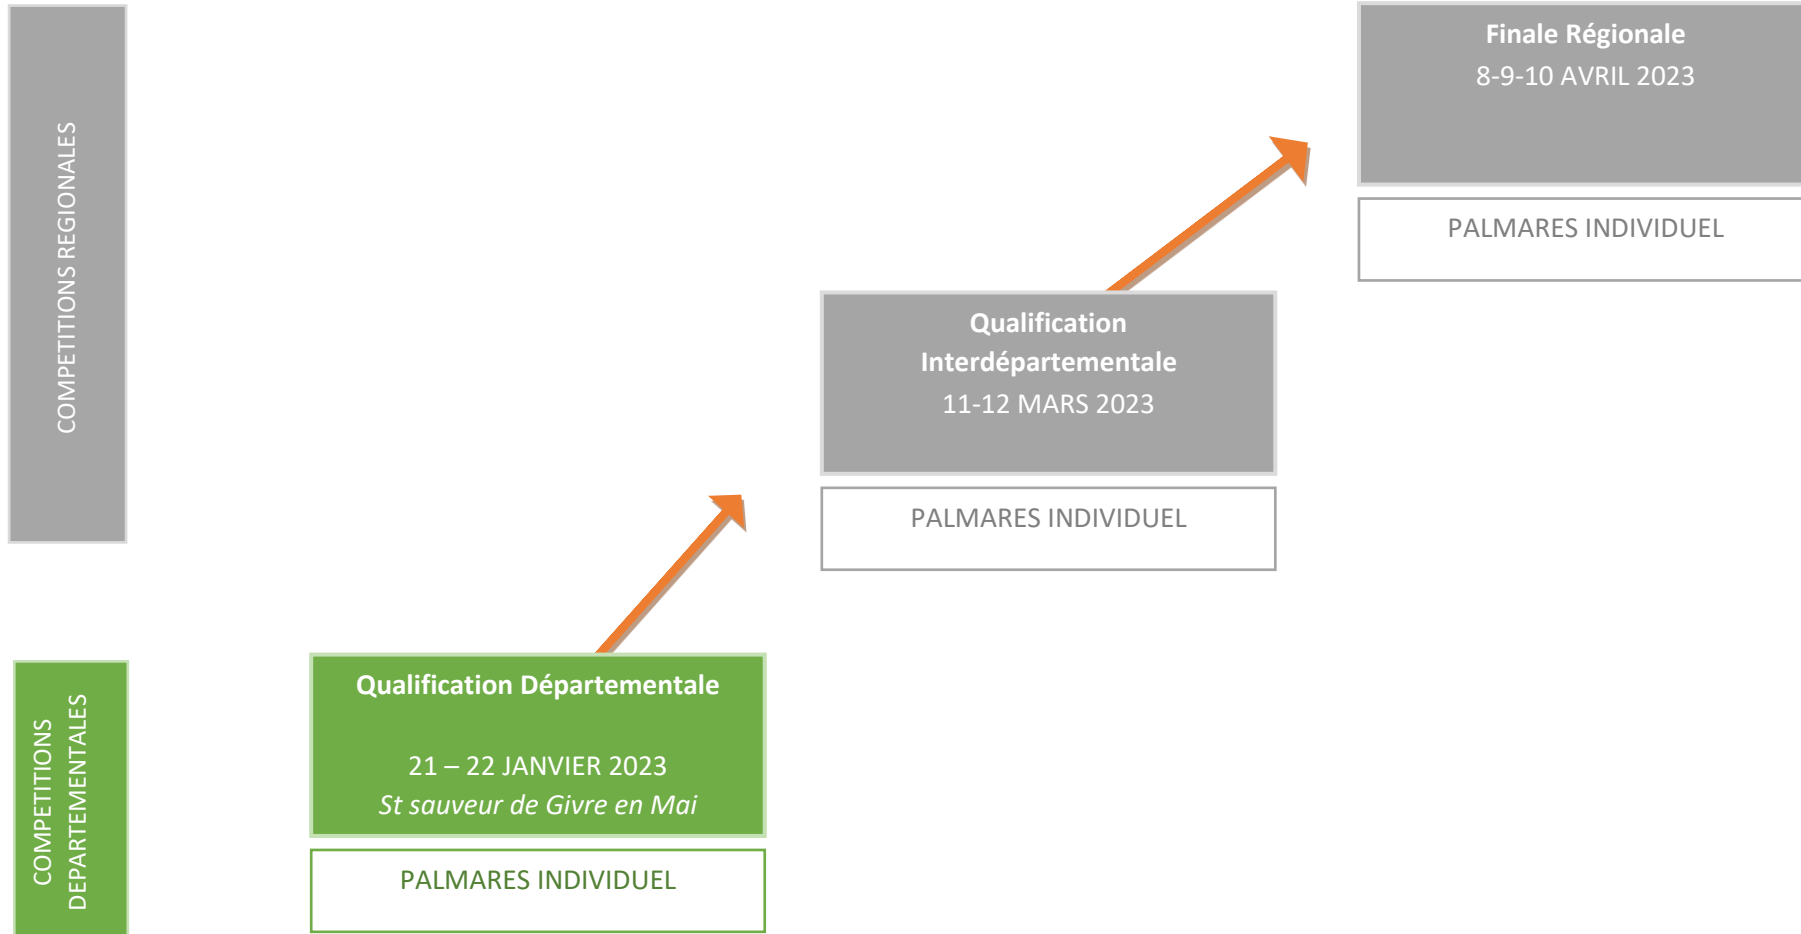 COMPETITIONS REGIONALES
Finale Régionale
8-9-10 AVRIL 2023
PALMARES INDIVIDUEL
Qualification
Interdépartementale
11-12 MARS 2023
PALMARES INDIVIDUEL
COMPETITIONS
DEPARTEMENTALES
Qualification Départementale
21 – 22 JANVIER 2023
St sauveur de Givre en Mai
PALMARES INDIVIDUEL